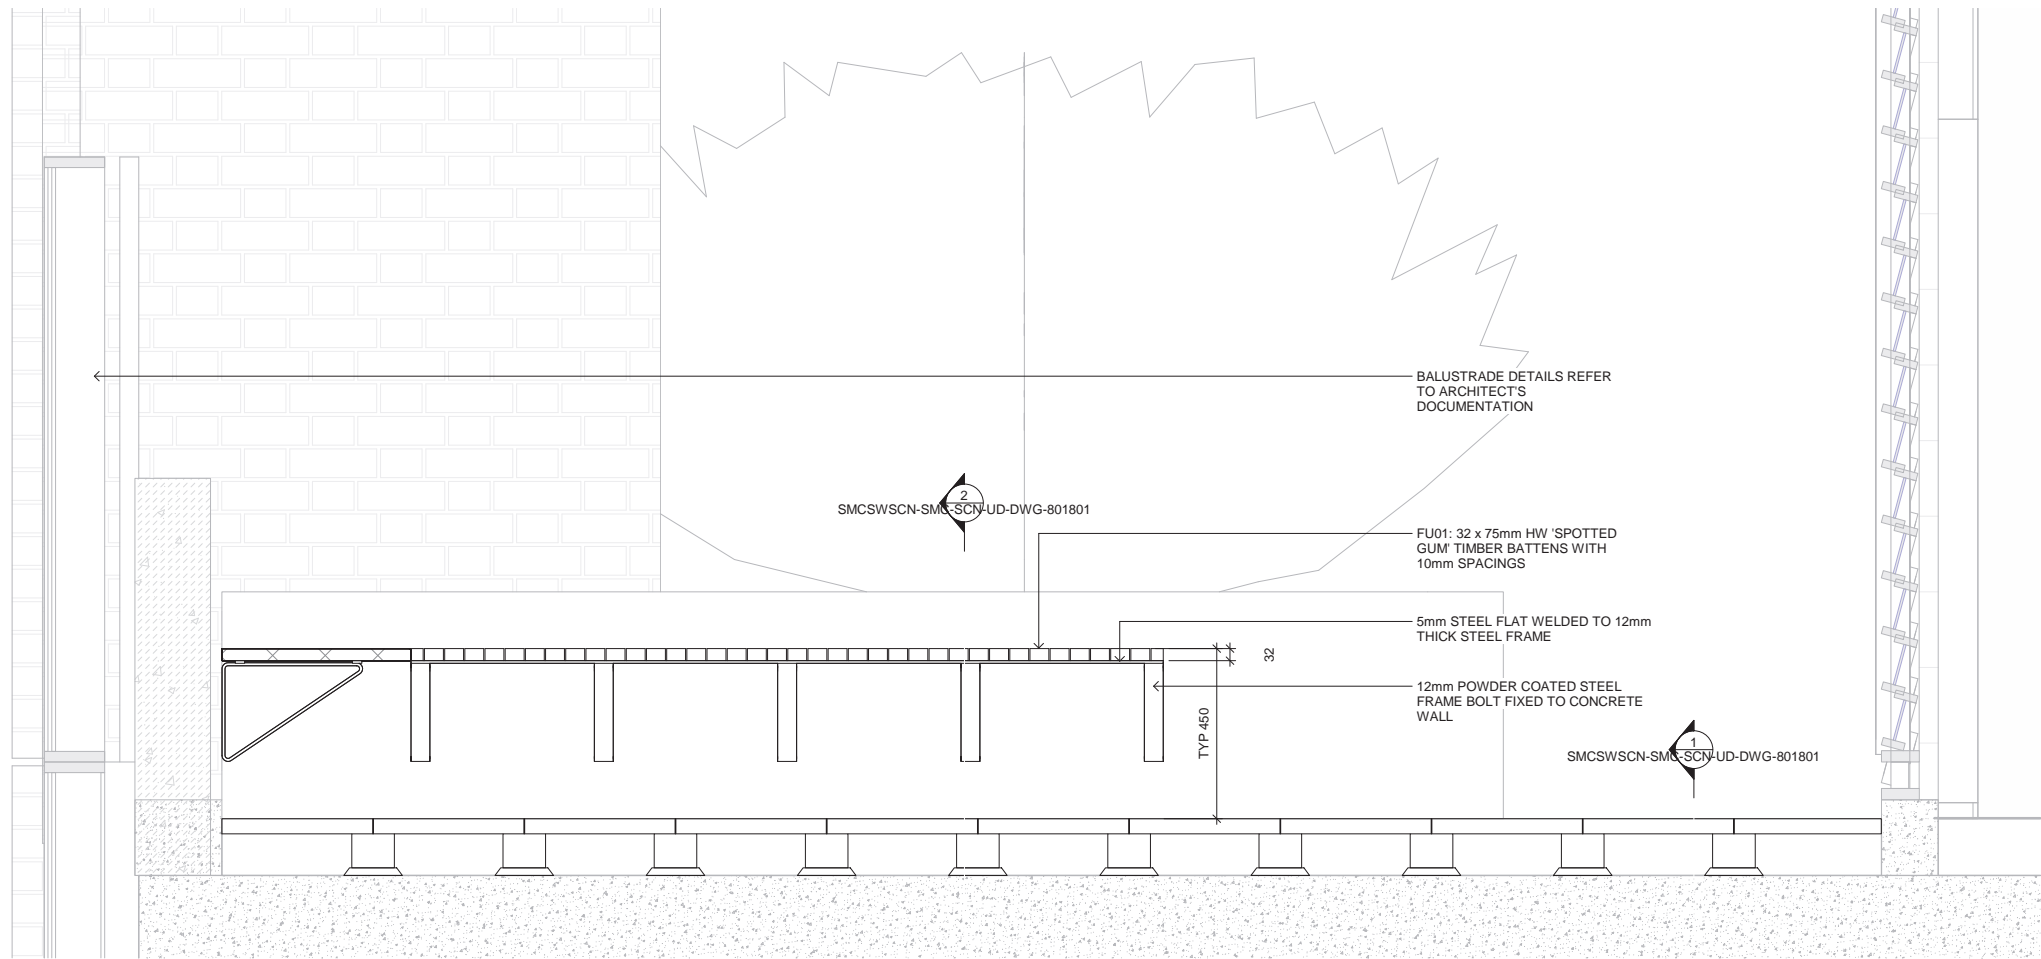 BALUSTRADE DETAILS REFER
TO ARCHITECT'S
DOCUMENTATION
2
SMCSWSCN-SMC-SCN-UD-DWG-801801
FU01: 32 x 75mm HW 'SPOTTED
GUM' TIMBER BATTENS WITH
10mm SPACINGS
5mm STEEL FLAT WELDED TO 12mm
THICK STEEL FRAME
32
12mm POWDER COATED STEEL
FRAME BOLT FIXED TO CONCRETE
WALL
TYP 450
1
SMCSWSCN-SMC-SCN-UD-DWG-801801